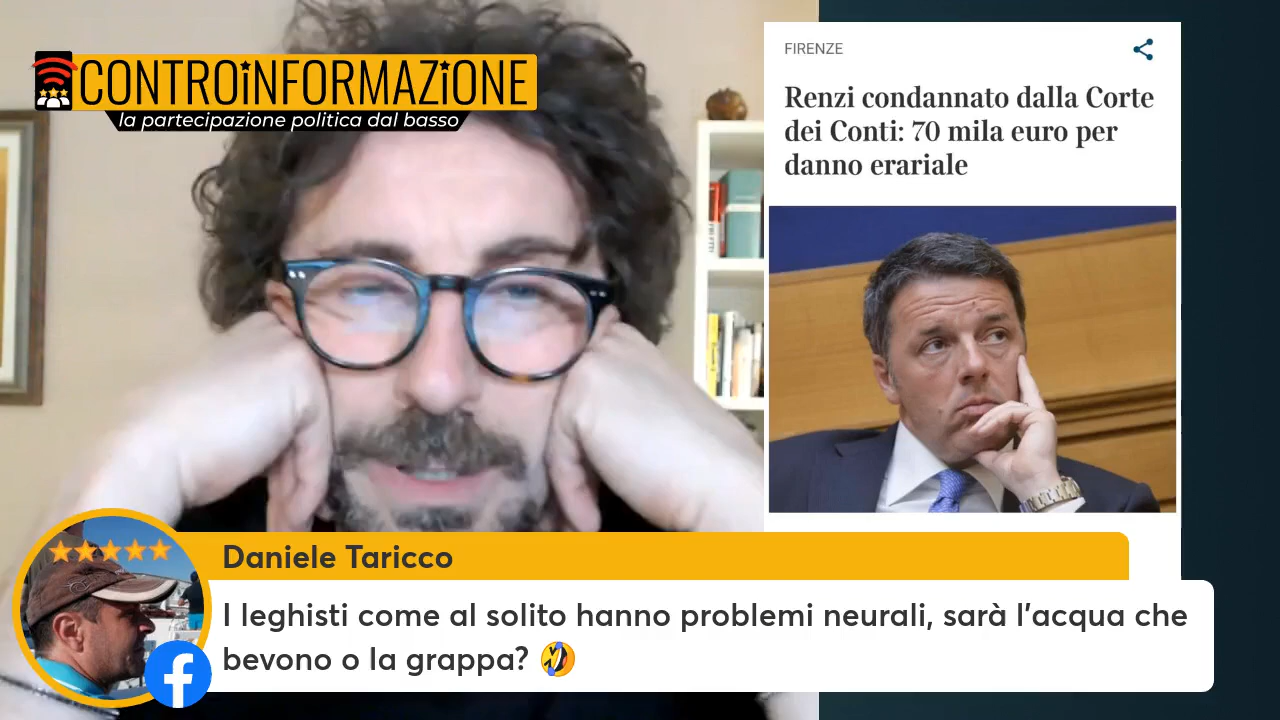 CONTROiNFORMAZiONE
la partecipazione politica dal basso
FIRENZE
Renzi condannato dalla Corte
dei Conti: 70 mila euro per
danno erariale
Daniele Taricco
I leghisti come al solito hanno problemi neurali, sarà l’acqua che
bevono o la grappa? 🤣